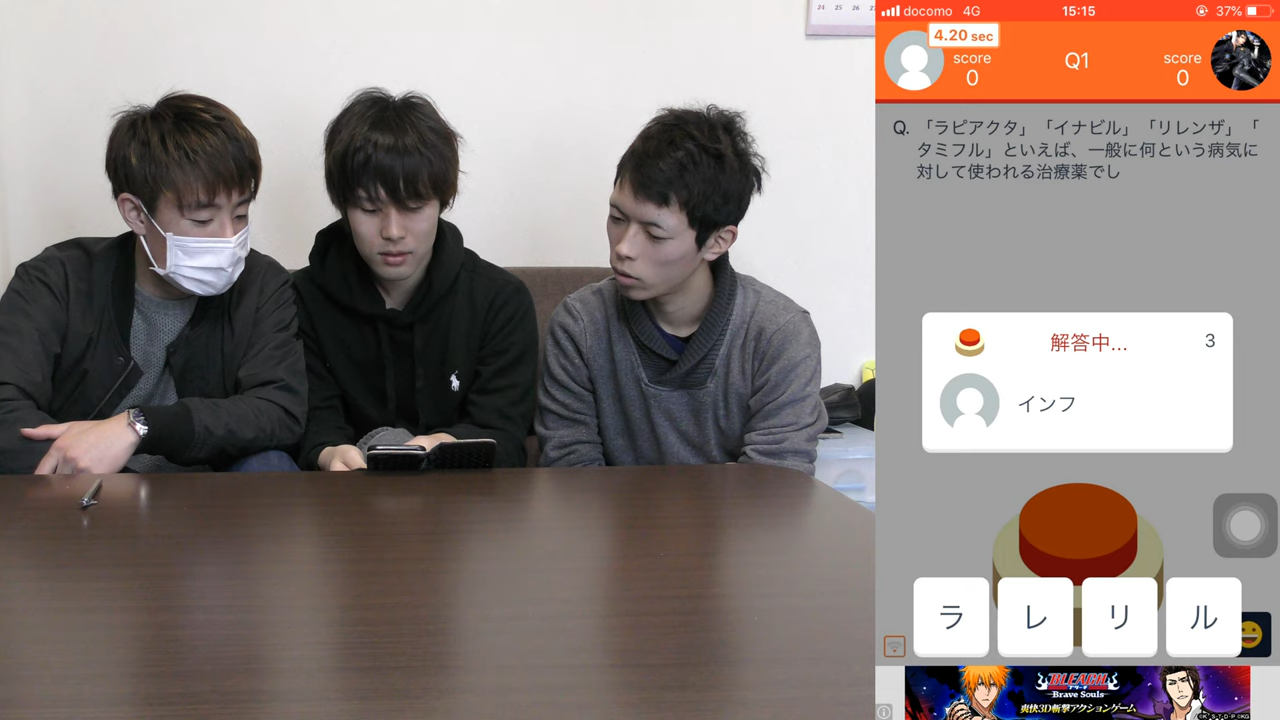 24 25 26 27
docomo 4G 15:15 37%
4.20 sec
score
0
Q1
score
0
Q. 「ラピアクタ」「イナビル」「リレンザ」「
タミフル」といえば、一般に何という病気に
対して使われる治療薬でし
解答中... 3
インフ
ラ レ リ ル
BLEACH
Brave Souls
爽快3D斬撃アクションゲーム